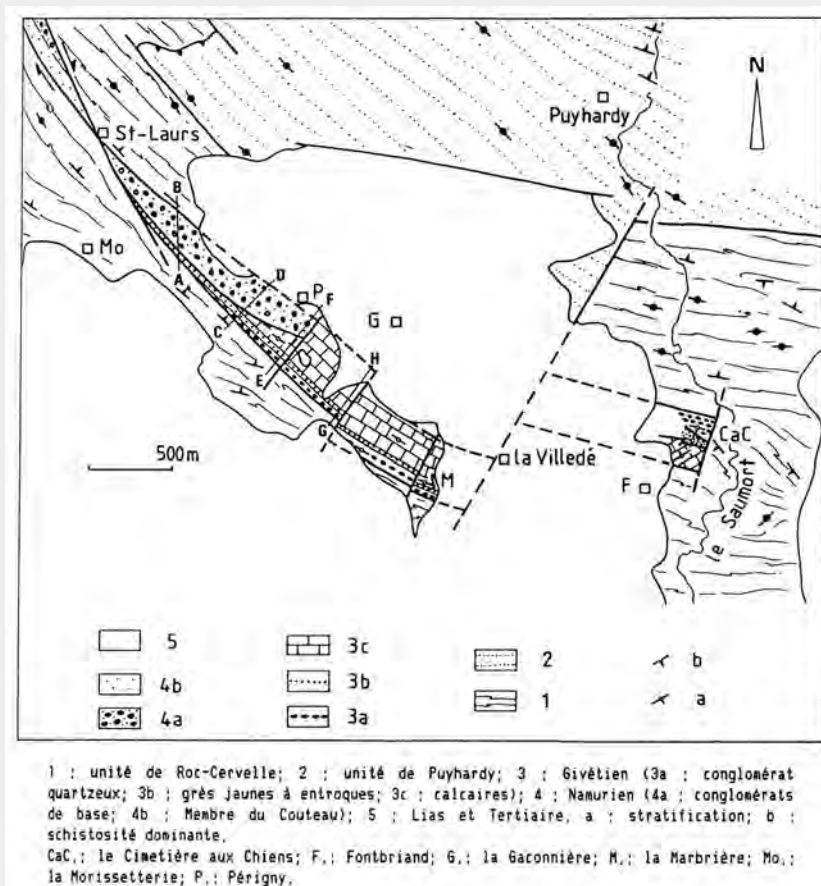 N
Puyhardy
St-Laurs
B
Mo
A
D
P
F
C
G
H
E
500m
G
la Villedé
CaC
M
F
le Saumort
5
3c
2
b
4b
3b
1
a
4a
3a
1 : unité de Roc-Cervelle; 2 : unité de Puyhardy; 3 : Givétien (3a : conglomérat
quartzeux; 3b : grès jaunes à entroques; 3c : calcaires); 4 : Namurien (4a : conglomérats
de base; 4b : Membre du Couteau); 5 : Lias et Tertiaire, a : stratification; b :
schistosité dominante,
CaC,: le Cimetière aux Chiens; F,: Fontbriand; G,: la Gaconnière; M,: la Marbrière; Mo,:
la Morissetterie; P,: Périgny,